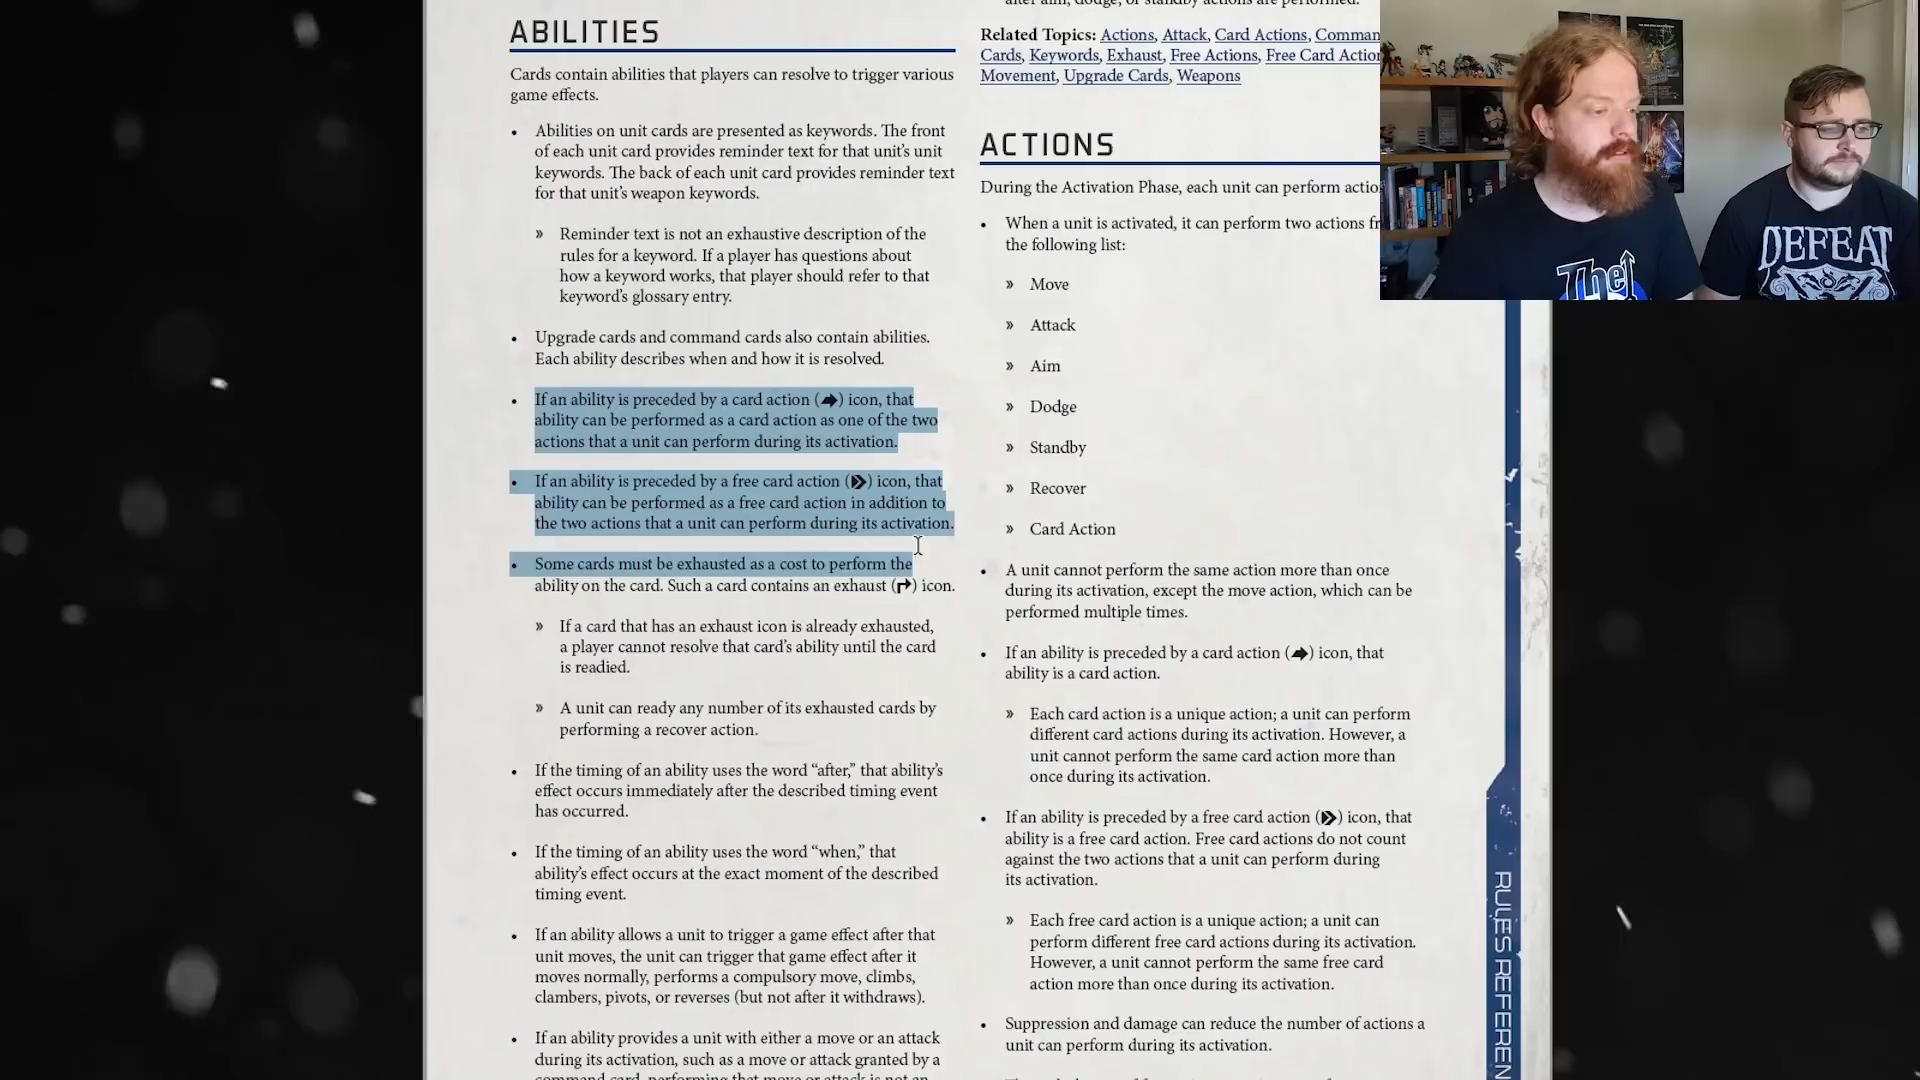 ABILITIES
Cards contain abilities that players can resolve to trigger various
game effects.
• Abilities on unit cards are presented as keywords. The front
of each unit card provides reminder text for that unit's unit
keywords. The back of each unit card provides reminder text
for that unit's weapon keywords.
» Reminder text is not an exhaustive description of the
rules for a keyword. If a player has questions about
how a keyword works, that player should refer to that
keyword's glossary entry.
• Upgrade cards and command cards also contain abilities.
Each ability describes when and how it is resolved.
• If an ability is preceded by a card action () icon, that
ability can be performed as a card action as one of the two
actions that a unit can perform during its activation.
• If an ability is preceded by a free card action () icon, that
ability can be performed as a free card action in addition to
the two actions that a unit can perform during its activation.
• Some cards must be exhausted as a cost to perform the
ability on the card. Such a card contains an exhaust () icon.
» If a card that has an exhaust icon is already exhausted,
a player cannot resolve that card's ability until the card
is readied.
» A unit can ready any number of its exhausted cards by
performing a recover action.
• If the timing of an ability uses the word “after,” that ability's
effect occurs immediately after the described timing event
has occurred.
• If the timing of an ability uses the word “when,” that
ability's effect occurs at the exact moment of the described
timing event.
• If an ability allows a unit to trigger a game effect after that
unit moves, the unit can trigger that game effect after it
moves normally, performs a compulsory move, climbs,
clambers, pivots, or reverses (but not after it withdraws).
• If an ability provides a unit with either a move or an attack
during its activation, such as a move or attack granted by a
command card, performing that move or attack is not an
after aim, dodge, or standby actions are performed.
Related Topics: Actions, Attack, Card Actions, Comman
Cards, Keywords, Exhaust, Free Actions, Free Card Action
Movement, Upgrade Cards, Weapons
ACTIONS
During the Activation Phase, each unit can perform actio
• When a unit is activated, it can perform two actions fr
the following list:
» Move
» Attack
» Aim
» Dodge
» Standby
» Recover
» Card Action
• A unit cannot perform the same action more than once
during its activation, except the move action, which can be
performed multiple times.
• If an ability is preceded by a card action () icon, that
ability is a card action.
» Each card action is a unique action; a unit can perform
different card actions during its activation. However, a
unit cannot perform the same card action more than
once during its activation.
• If an ability is preceded by a free card action () icon, that
ability is a free card action. Free card actions do not count
against the two actions that a unit can perform during
its activation.
» Each free card action is a unique action; a unit can
perform different free card actions during its activation.
However, a unit cannot perform the same free card
action more than once during its activation.
• Suppression and damage can reduce the number of actions a
unit can perform during its activation.
RULES REFEREN
The
DEFEAT